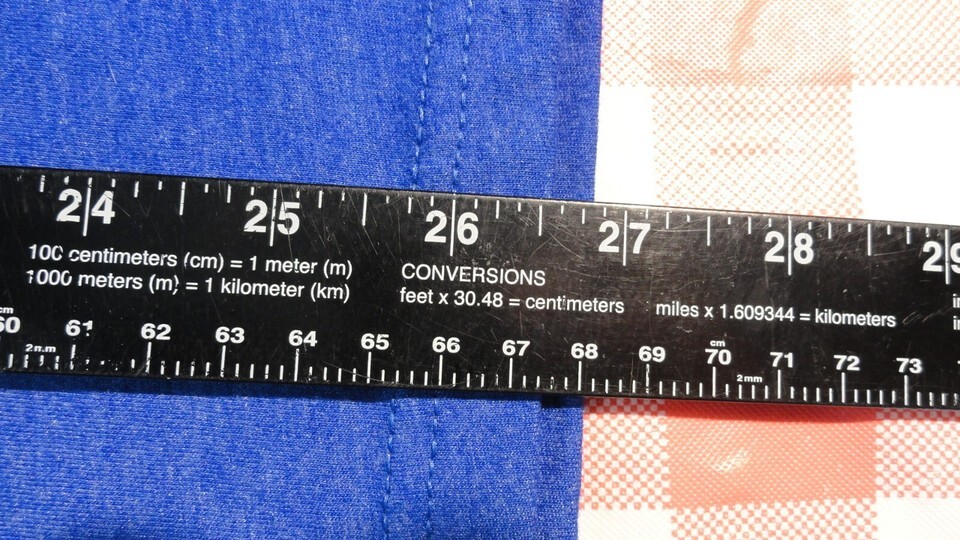 24 25 26 27 28 29
100 centimeters (cm) = 1 meter (m)
1000 meters (m) = 1 kilometer (km)
CONVERSIONS
feet x 30.48 = centimeters
miles x 1.609344 = kilometers
in
in
cm
60 61 62 63 64 65 66 67 68 69 70 71 72 73
2mm
cm
2mm